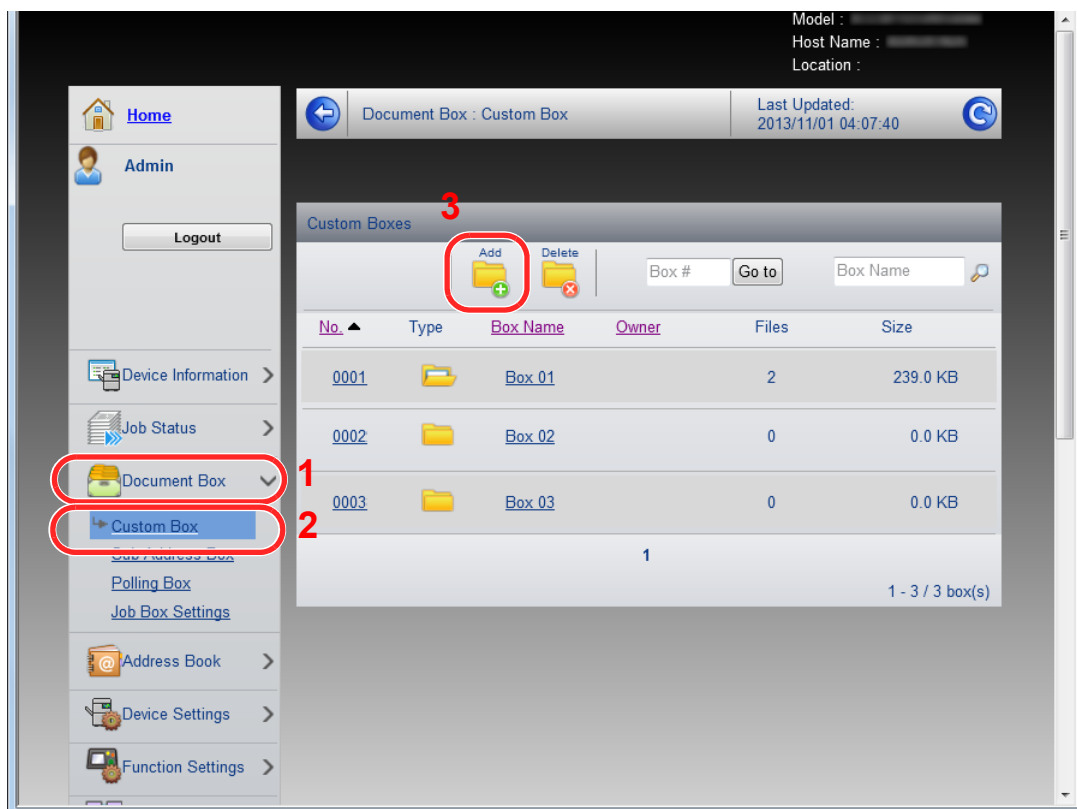 Model :
Host Name :
Location :
Home
Document Box : Custom Box
Last Updated:
2013/11/01 04:07:40
Admin
Logout
Custom Boxes
3
Add
Delete
Box #
Go to
Box Name
No.
Type
Box Name
Owner
Files
Size
0001
Box 01
2
239.0 KB
0002
Box 02
0
0.0 KB
0003
Box 03
0
0.0 KB
1
1 - 3 / 3 box(s)
Device Information
Job Status
Document Box
1
Custom Box
2
Sub Address Box
Polling Box
Job Box Settings
Address Book
Device Settings
Function Settings